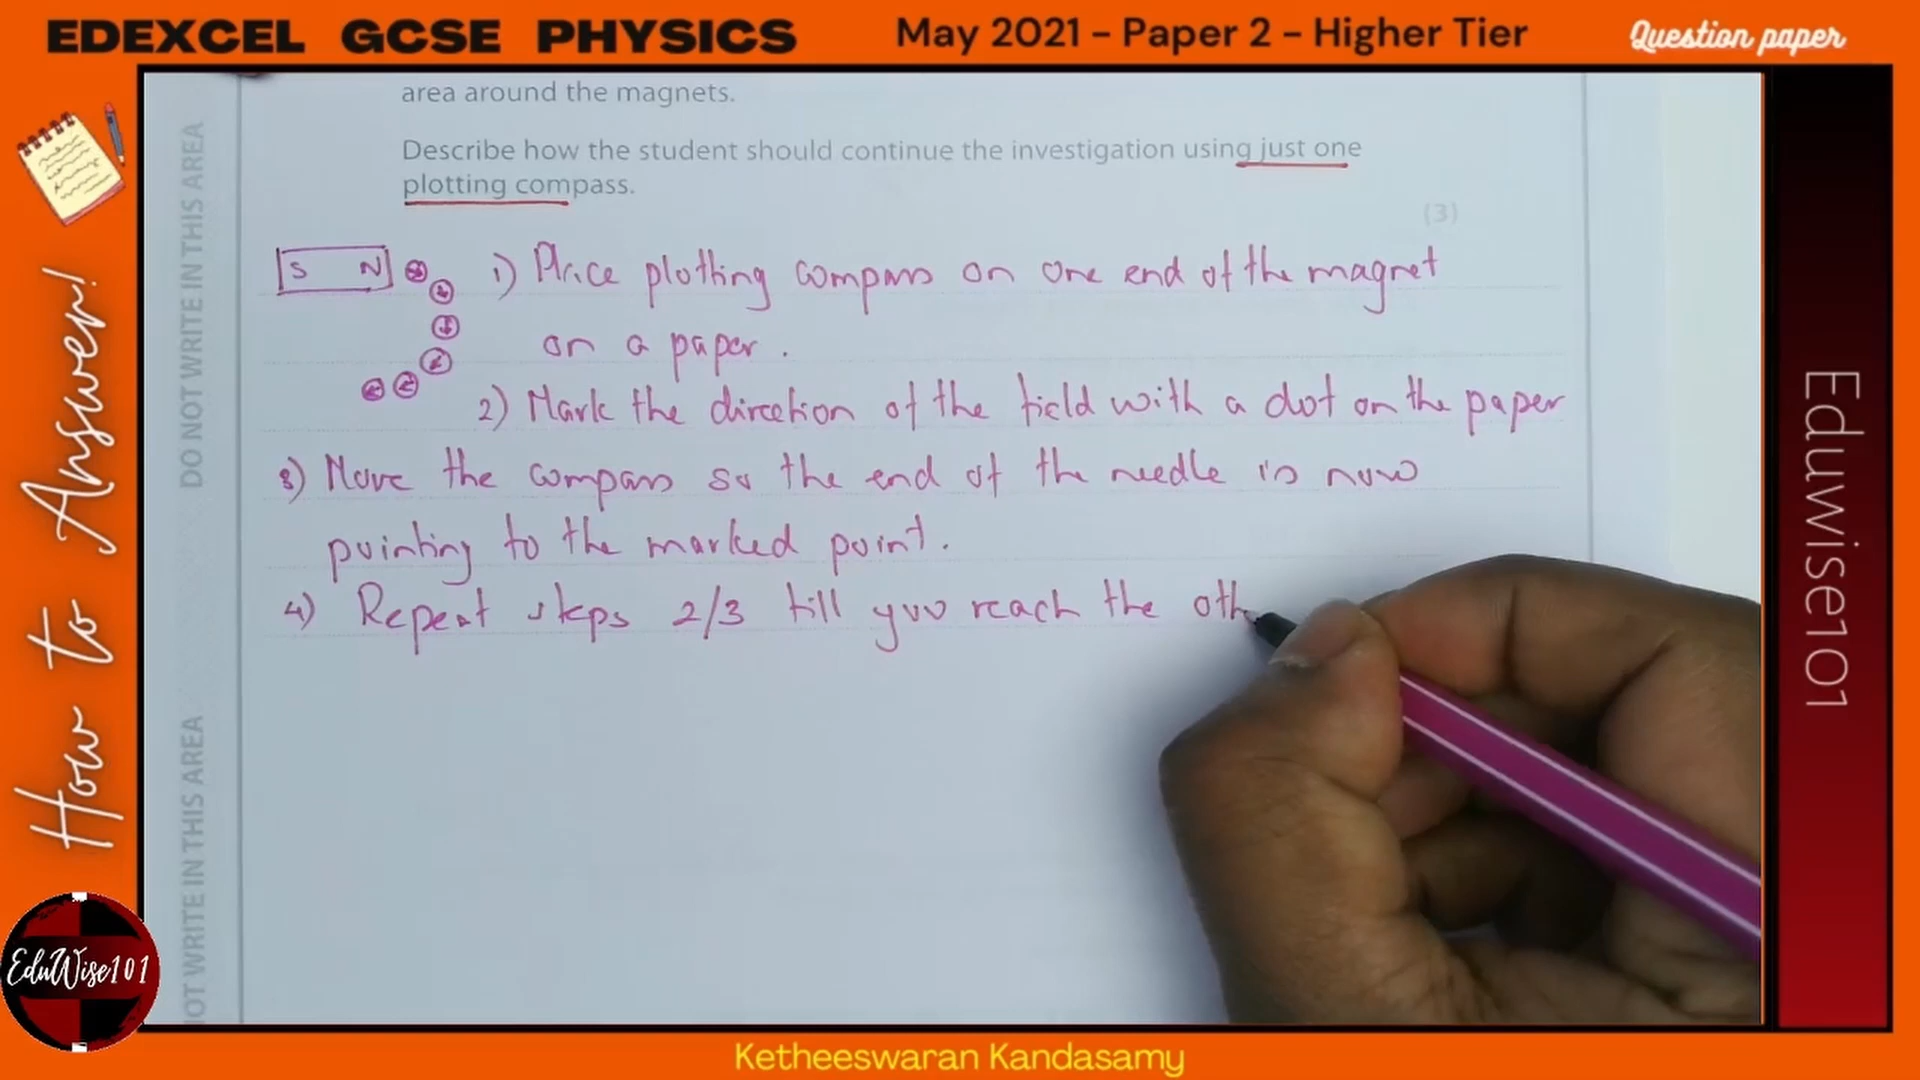 EDEXCEL GCSE PHYSICS
May 2021 - Paper 2 - Higher Tier
Question paper
How to Answer!
DO NOT WRITE IN THIS AREA
area around the magnets.
Describe how the student should continue the investigation using just one
plotting compass.
(3)
S N
1) Place plotting compass on one end of the magnet
on a paper.
2) Mark the direction of the field with a dot on the paper
3) Move the compass so the end of the needle is now
pointing to the marked point.
4) Repeat steps 2/3 till you reach the oth
OT WRITE IN THIS AREA
Eduwise101
EduWise101
Ketheeswaran Kandasamy